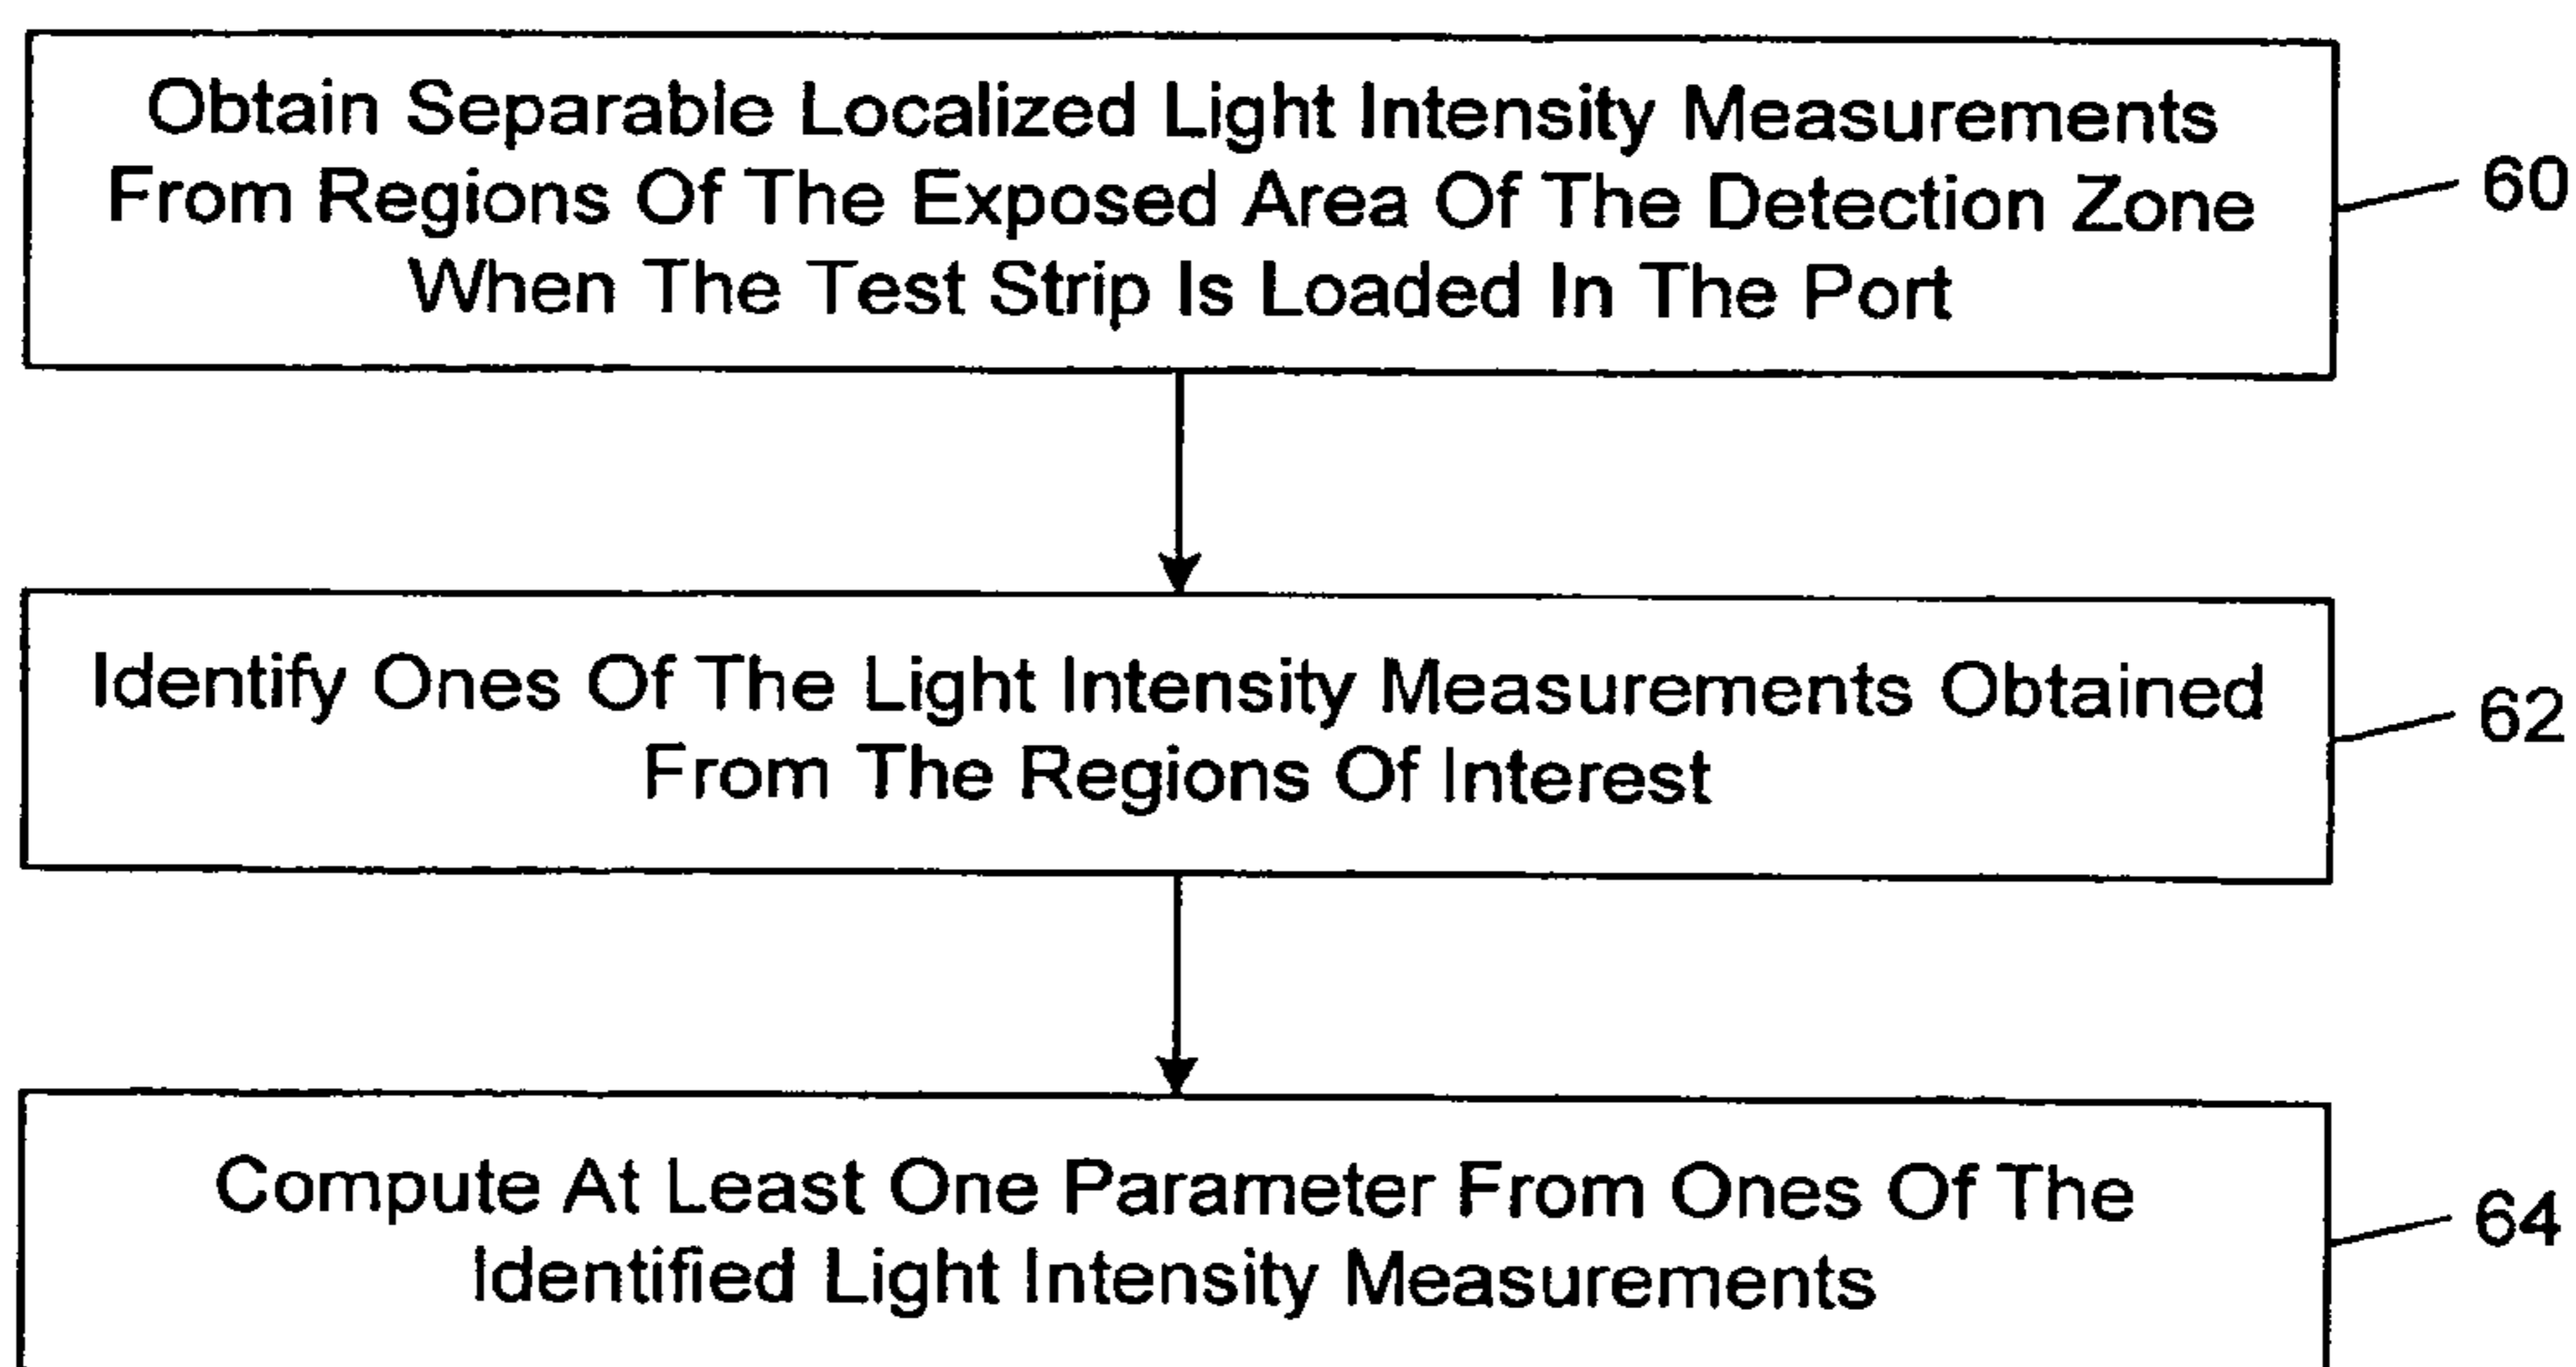 Obtain Separable Localized Light Intensity Measurements
From Regions Of The Exposed Area Of The Detection Zone
When The Test Strip Is Loaded In The Port
60
Identify Ones Of The Light Intensity Measurements Obtained
From The Regions Of Interest
62
Compute At Least One Parameter From Ones Of The
Identified Light Intensity Measurements
64